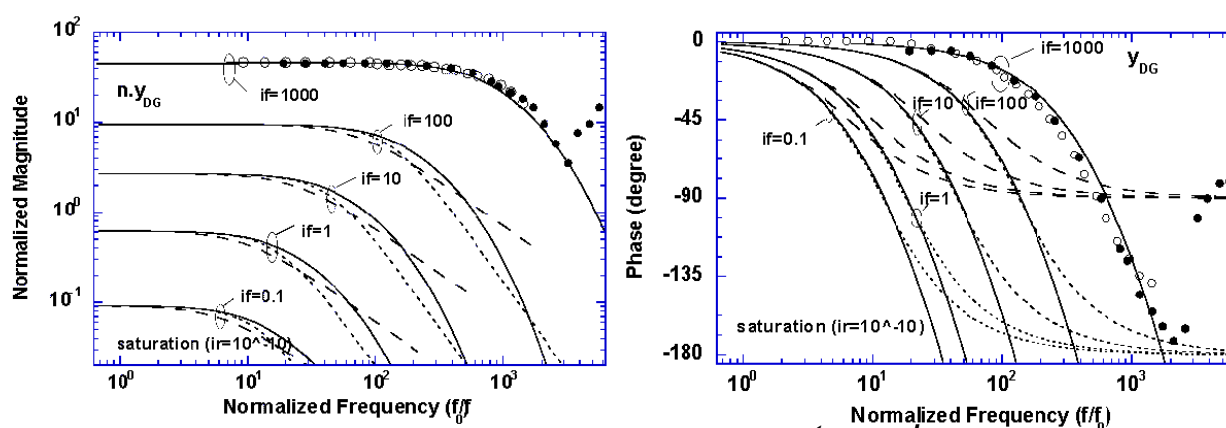 10^2
10^1
10^0
10^-1
Normalized Magnitude
n.y_DG
if=1000
if=100
if=10
if=1
if=0.1
saturation (ir=10^-10)
10^0
10^1
10^2
10^3
Normalized Frequency (f/f_0)
0
-45
-90
-135
-180
Phase (degree)
y_DG
if=1000
if=100
if=10
if=0.1
if=1
saturation (ir=10^-10)
10^0
10^1
10^2
10^3
Normalized Frequency (f/f_0)